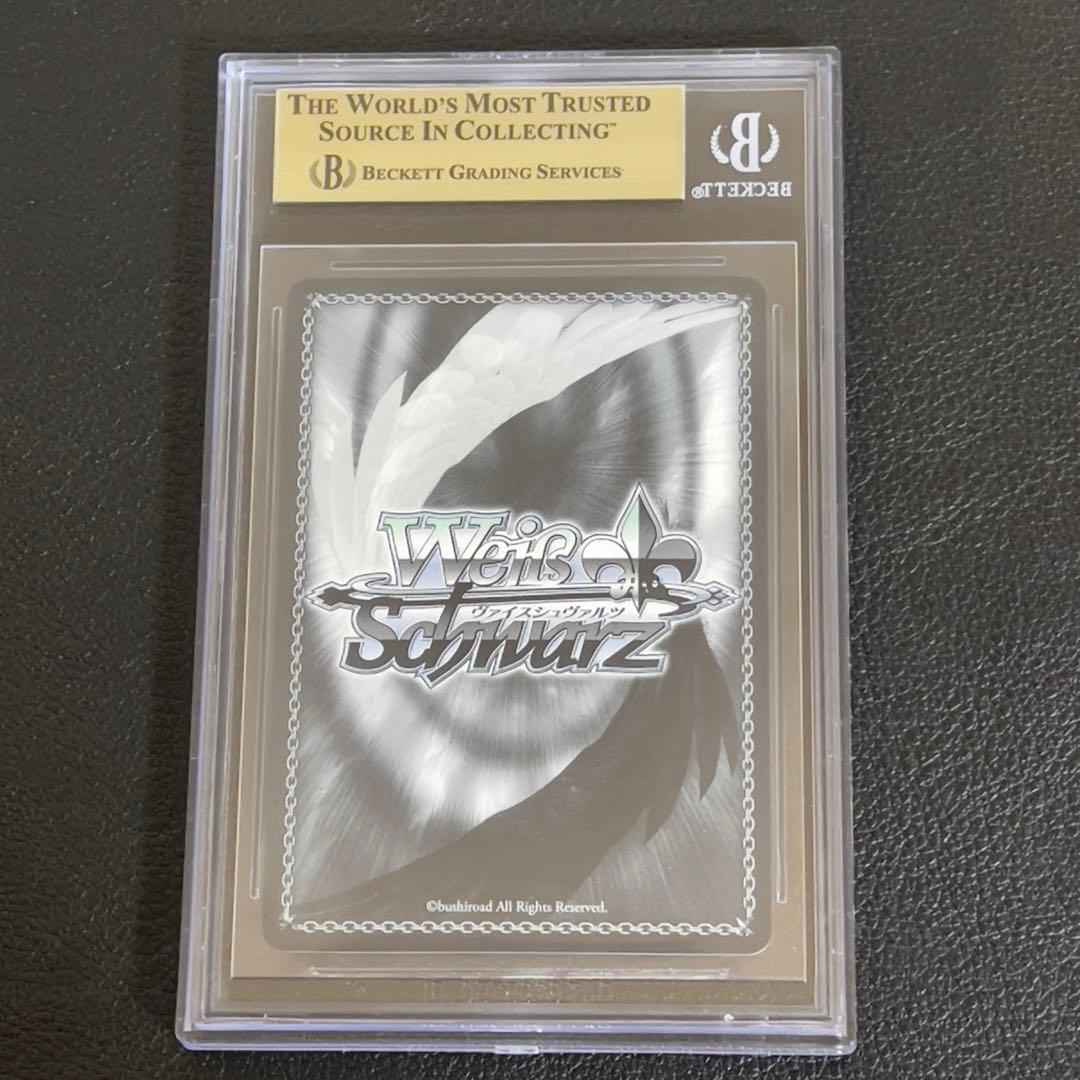 THE WORLD'S MOST TRUSTED
SOURCE IN COLLECTING™
B BECKETT GRADING SERVICES
B
BECKETT®
Weiß
ヴァイスシュヴァルツ
Schwarz
©bushiroad All Rights Reserved.